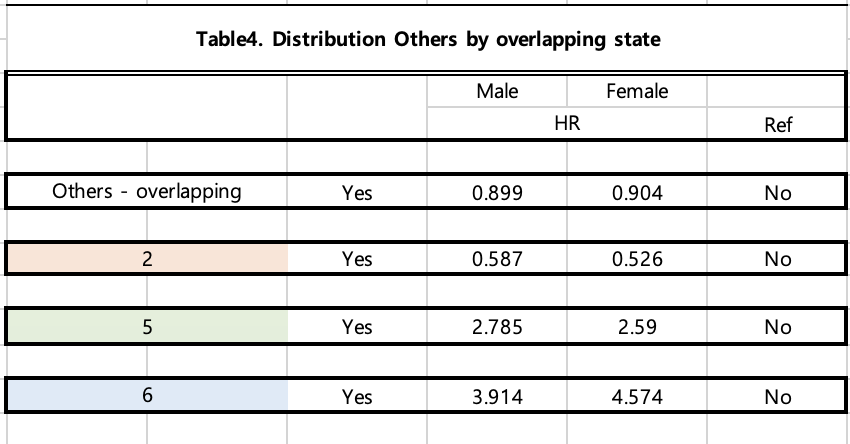 Table4. Distribution Others by overlapping state
Male Female
HR Ref
Others - overlapping Yes 0.899 0.904 No
2 Yes 0.587 0.526 No
5 Yes 2.785 2.59 No
6 Yes 3.914 4.574 No